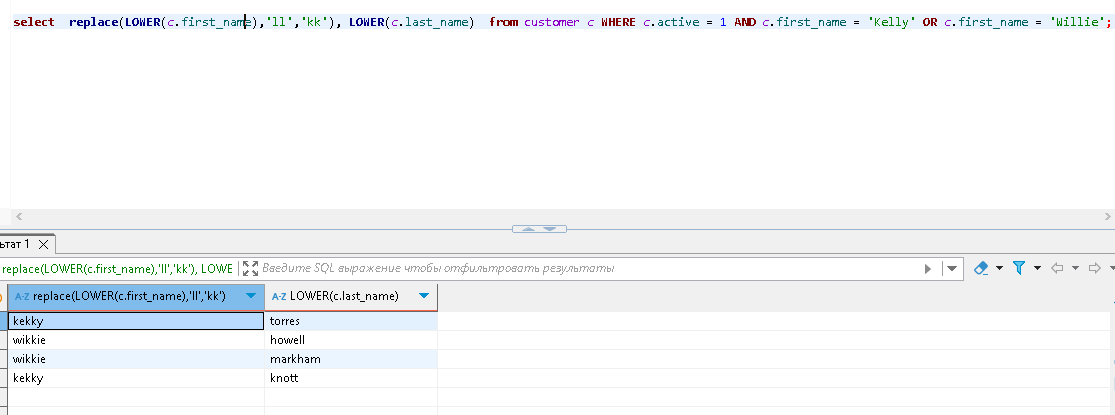 select replace(LOWER(c.first_name),'ll','kk'), LOWER(c.last_name) from customer c WHERE c.active = 1 AND c.first_name = 'Kelly' OR c.first_name = 'Willie';
льтат 1
replace(LOWER(c.first_name),'ll','kk'), LOWE Введите SQL выражение чтобы отфильтровать результаты
A-Z replace(LOWER(c.first_name),'ll','kk') A-Z LOWER(c.last_name)
kekky torres
wikkie howell
wikkie markham
kekky knott